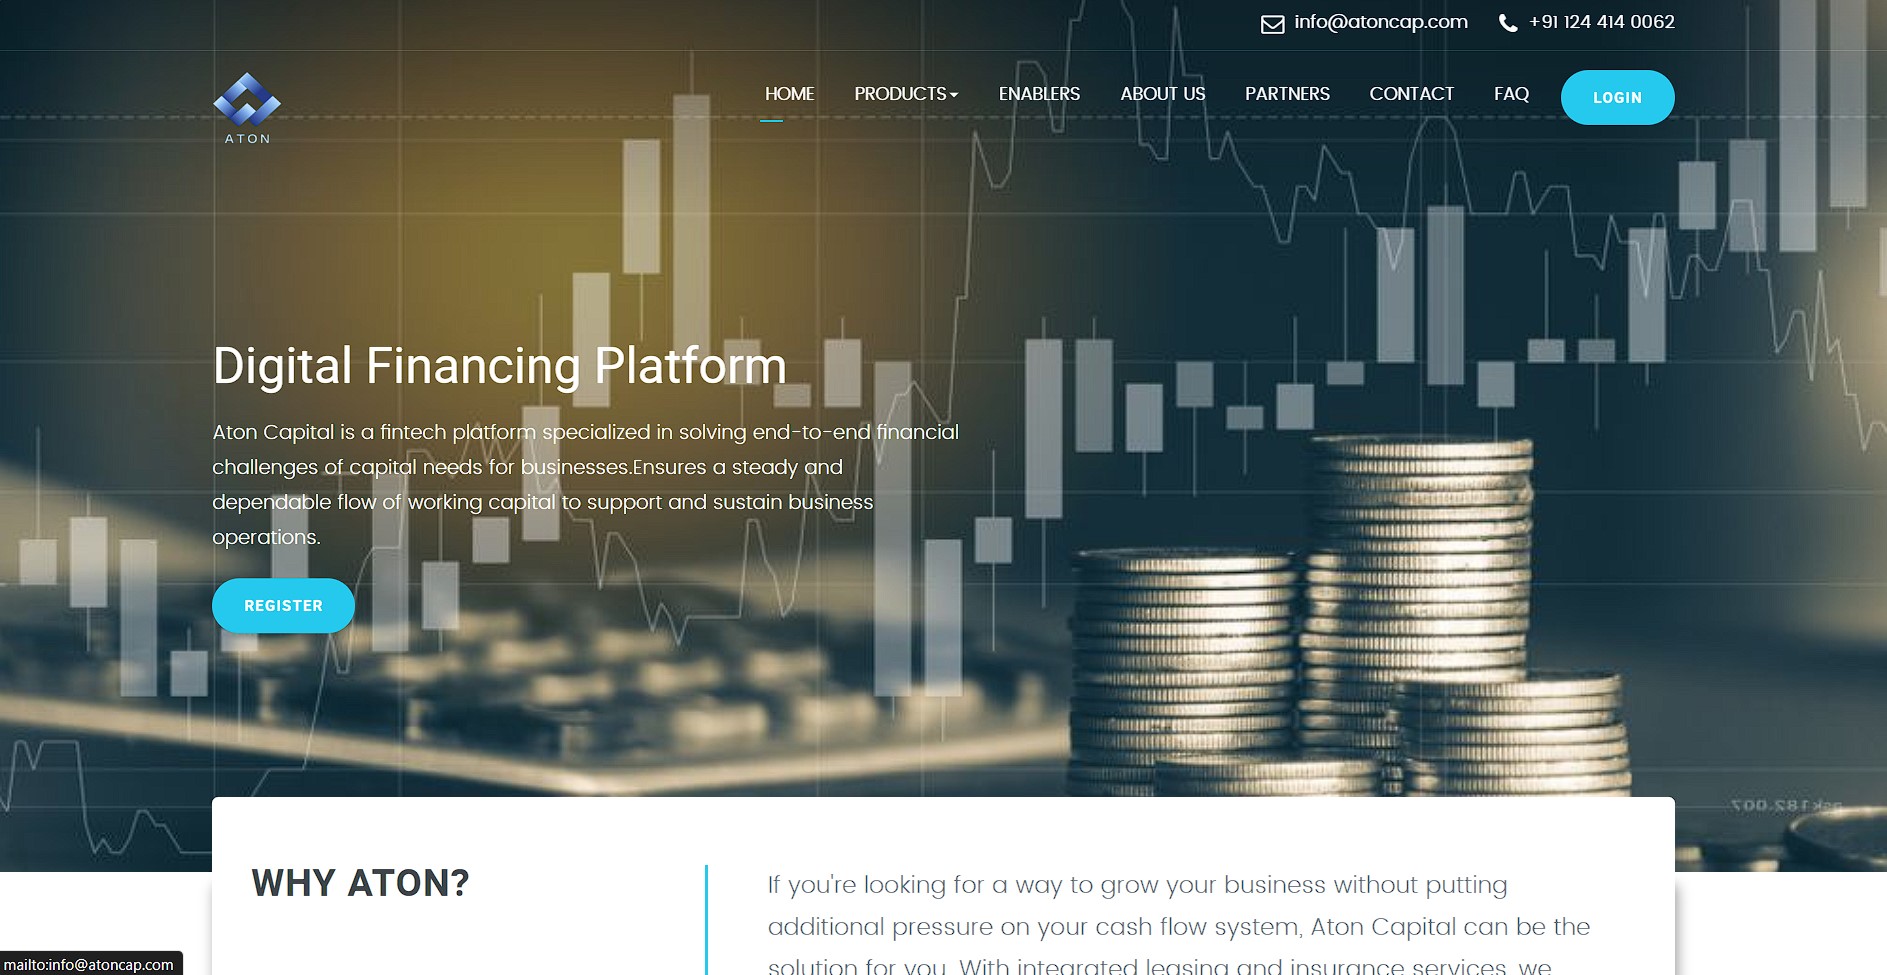 info@atoncap.com +91 124 414 0062
ATON
HOME PRODUCTS ENABLERS ABOUT US PARTNERS CONTACT FAQ LOGIN
Digital Financing Platform
Aton Capital is a fintech platform specialized in solving end-to-end financial
challenges of capital needs for businesses.Ensures a steady and
dependable flow of working capital to support and sustain business
operations.
REGISTER
WHY ATON?
If you're looking for a way to grow your business without putting
additional pressure on your cash flow system, Aton Capital can be the
solution for you. With integrated leasing and insurance services, we
mailto:info@atoncap.com